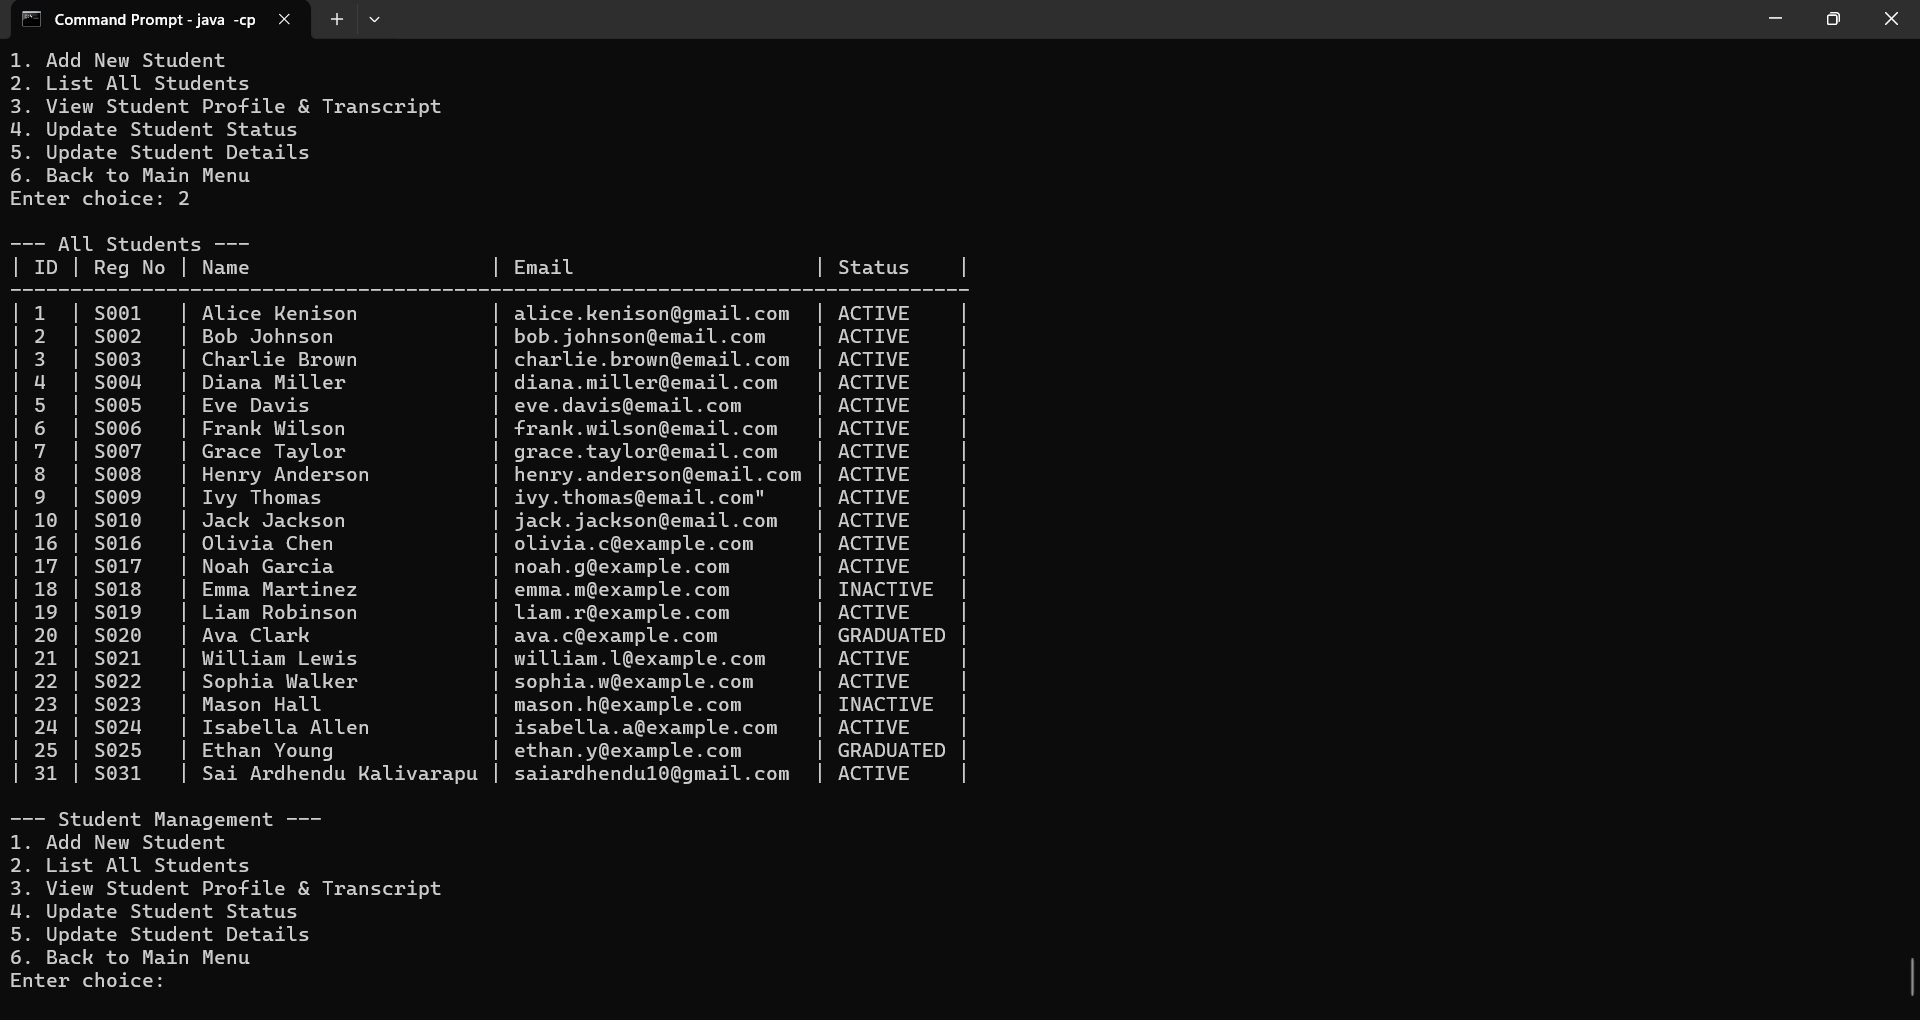 Command Prompt - java -cp
1. Add New Student
2. List All Students
3. View Student Profile & Transcript
4. Update Student Status
5. Update Student Details
6. Back to Main Menu
Enter choice: 2
--- All Students ---
| ID | Reg No | Name                   | Email                    | Status    |
--------------------------------------------------------------------------------
| 1  | S001   | Alice Kenison           | alice.kenison@gmail.com  | ACTIVE    |
| 2  | S002   | Bob Johnson             | bob.johnson@email.com    | ACTIVE    |
| 3  | S003   | Charlie Brown           | charlie.brown@email.com  | ACTIVE    |
| 4  | S004   | Diana Miller            | diana.miller@email.com   | ACTIVE    |
| 5  | S005   | Eve Davis               | eve.davis@email.com      | ACTIVE    |
| 6  | S006   | Frank Wilson            | frank.wilson@email.com   | ACTIVE    |
| 7  | S007   | Grace Taylor            | grace.taylor@email.com   | ACTIVE    |
| 8  | S008   | Henry Anderson          | henry.anderson@email.com | ACTIVE    |
| 9  | S009   | Ivy Thomas              | ivy.thomas@email.com"    | ACTIVE    |
| 10 | S010   | Jack Jackson            | jack.jackson@email.com   | ACTIVE    |
| 16 | S016   | Olivia Chen             | olivia.c@example.com     | ACTIVE    |
| 17 | S017   | Noah Garcia             | noah.g@example.com       | ACTIVE    |
| 18 | S018   | Emma Martinez           | emma.m@example.com       | INACTIVE  |
| 19 | S019   | Liam Robinson           | liam.r@example.com       | ACTIVE    |
| 20 | S020   | Ava Clark               | ava.c@example.com        | GRADUATED |
| 21 | S021   | William Lewis           | william.l@example.com    | ACTIVE    |
| 22 | S022   | Sophia Walker           | sophia.w@example.com     | ACTIVE    |
| 23 | S023   | Mason Hall              | mason.h@example.com      | INACTIVE  |
| 24 | S024   | Isabella Allen          | isabella.a@example.com   | ACTIVE    |
| 25 | S025   | Ethan Young             | ethan.y@example.com      | GRADUATED |
| 31 | S031   | Sai Ardhendu Kalivarapu | saiardhendu10@gmail.com  | ACTIVE    |
--- Student Management ---
1. Add New Student
2. List All Students
3. View Student Profile & Transcript
4. Update Student Status
5. Update Student Details
6. Back to Main Menu
Enter choice: